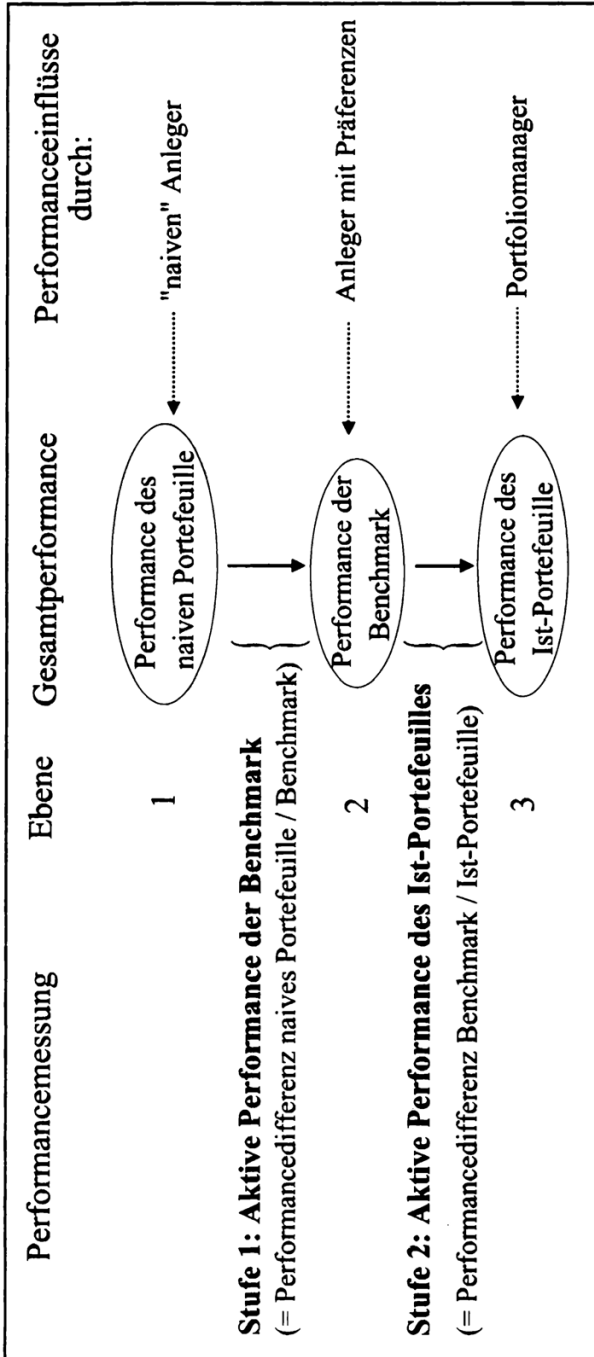 Performancemessung
Ebene
Gesamtperformance
Performanceeinflüsse
durch:
1
Performance des
naiven Portefeuille
"naiven" Anleger
Stufe 1: Aktive Performance der Benchmark
(= Performancedifferenz naives Portefeuille / Benchmark)
2
Performance der
Benchmark
Anleger mit Präferenzen
Stufe 2: Aktive Performance des Ist-Portefeuilles
(= Performancedifferenz Benchmark / Ist-Portefeuille)
3
Performance des
Ist-Portefeuille
Portfoliomanager